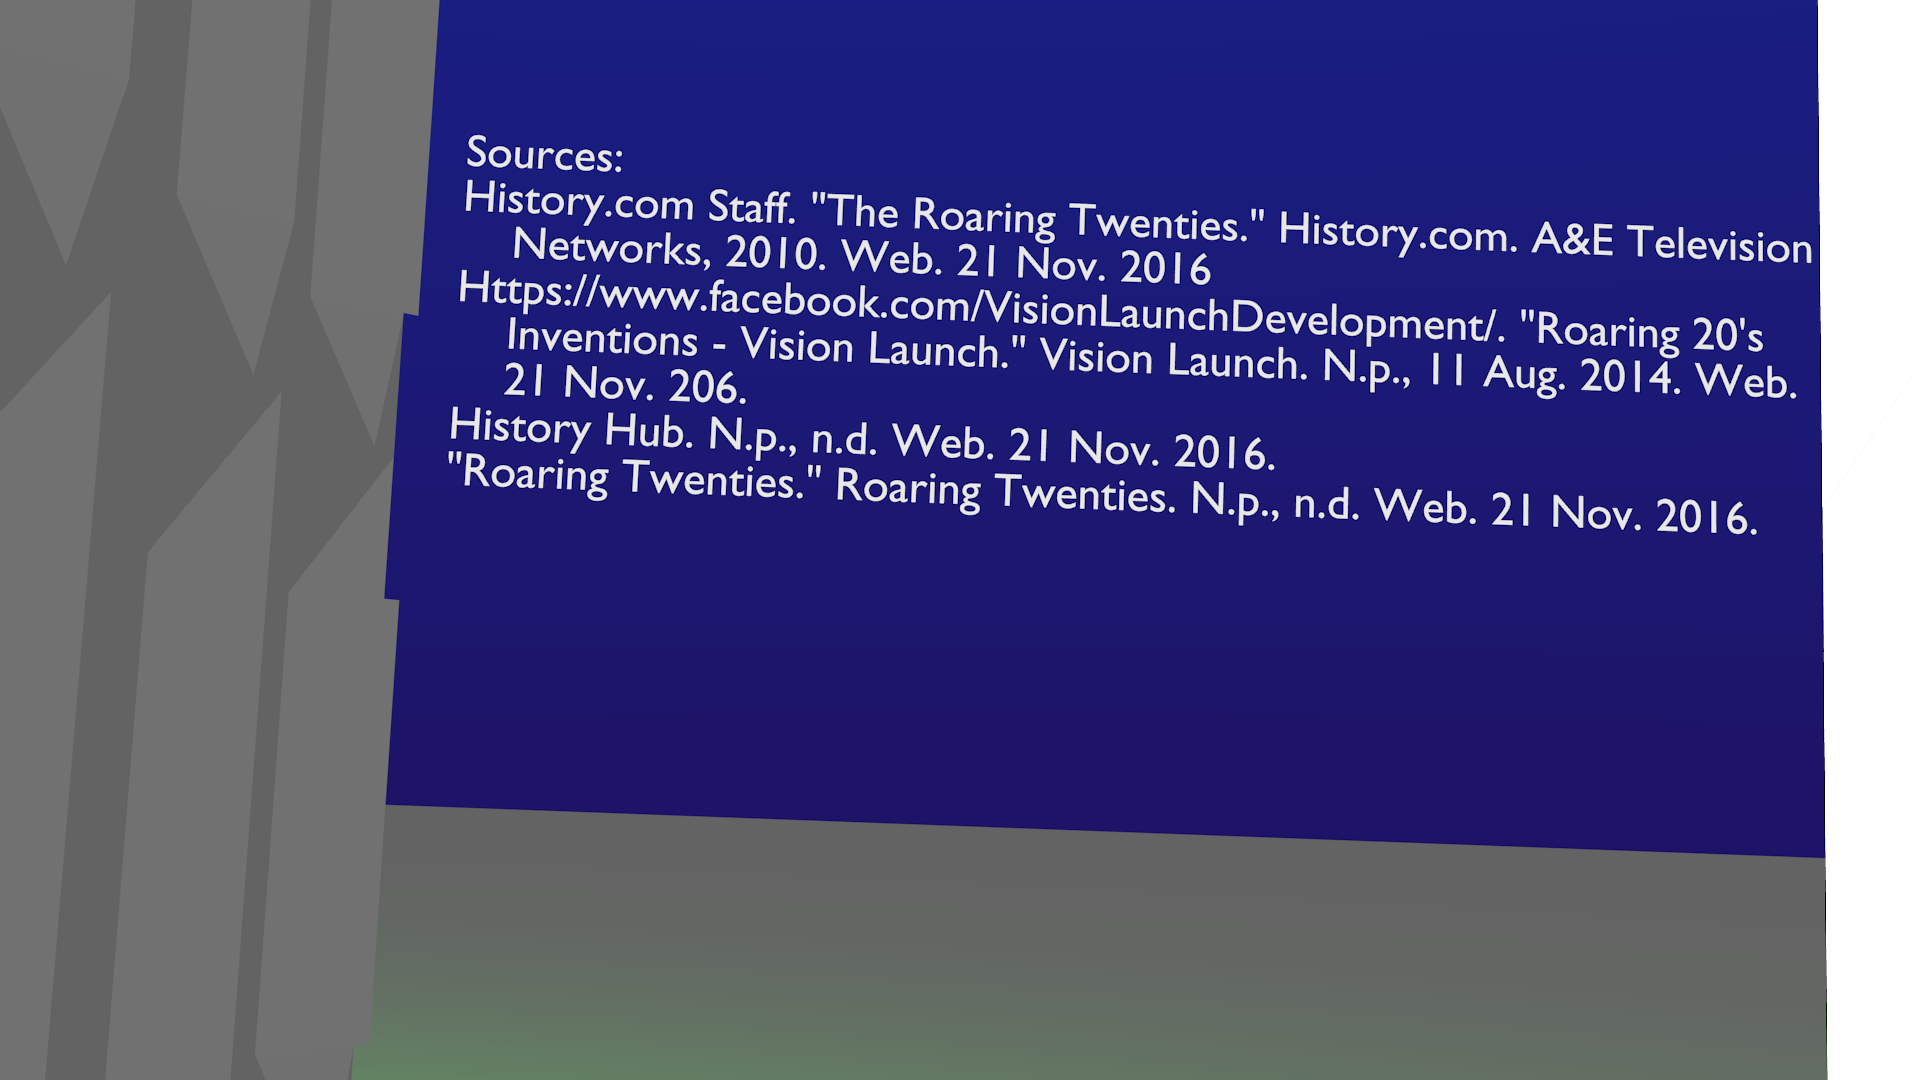 Sources:
History.com Staff. "The Roaring Twenties." History.com. A&E Television
Networks, 2010. Web. 21 Nov. 2016
Https://www.facebook.com/VisionLaunchDevelopment/. "Roaring 20's
Inventions - Vision Launch." Vision Launch. N.p., 11 Aug. 2014. Web.
21 Nov. 206.
History Hub. N.p., n.d. Web. 21 Nov. 2016.
"Roaring Twenties." Roaring Twenties. N.p., n.d. Web. 21 Nov. 2016.